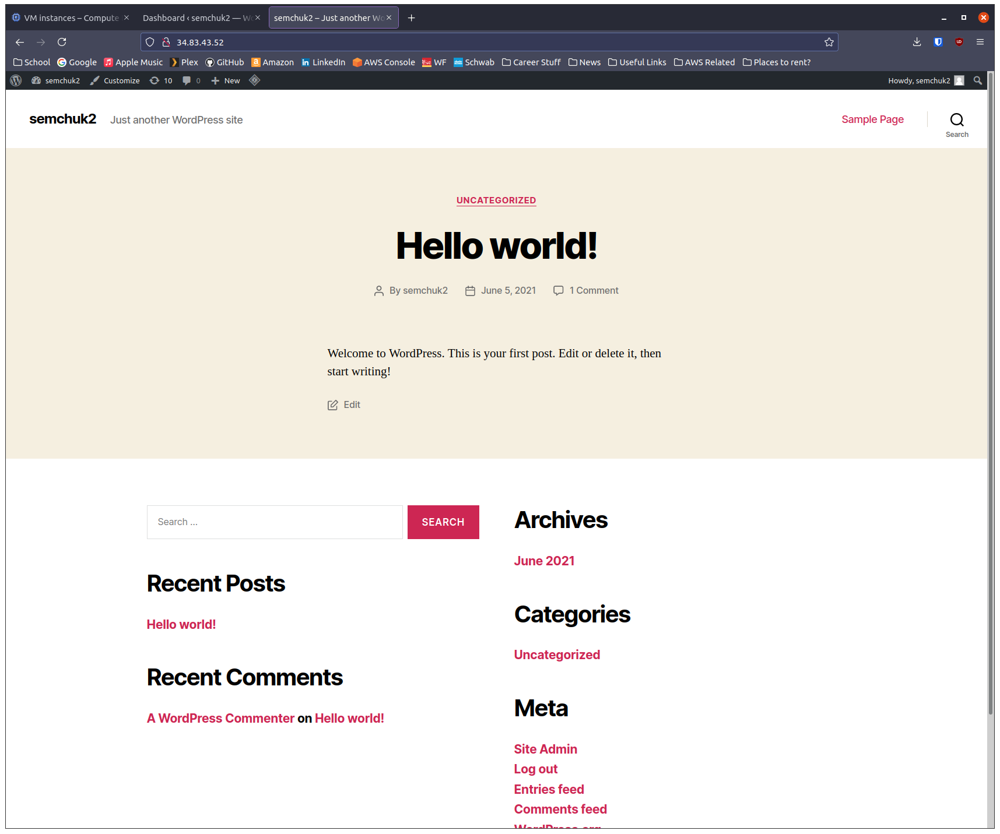 VM instances – Compute
Dashboard ‹ semchuk2 — Wo
semchuk2 – Just another Wo
34.83.43.52
School Google Apple Music Plex GitHub Amazon LinkedIn AWS Console WF Schwab Career Stuff News Useful Links AWS Related Places to rent?
semchuk2 Customize 10 0 New Howdy, semchuk2
semchuk2 Just another WordPress site Sample Page
Search
UNCATEGORIZED
Hello world!
By semchuk2 June 5, 2021 1 Comment
Welcome to WordPress. This is your first post. Edit or delete it, then
start writing!
Edit
Search …
SEARCH
Recent Posts
Hello world!
Recent Comments
A WordPress Commenter on Hello world!
Archives
June 2021
Categories
Uncategorized
Meta
Site Admin
Log out
Entries feed
Comments feed
WordPress.org